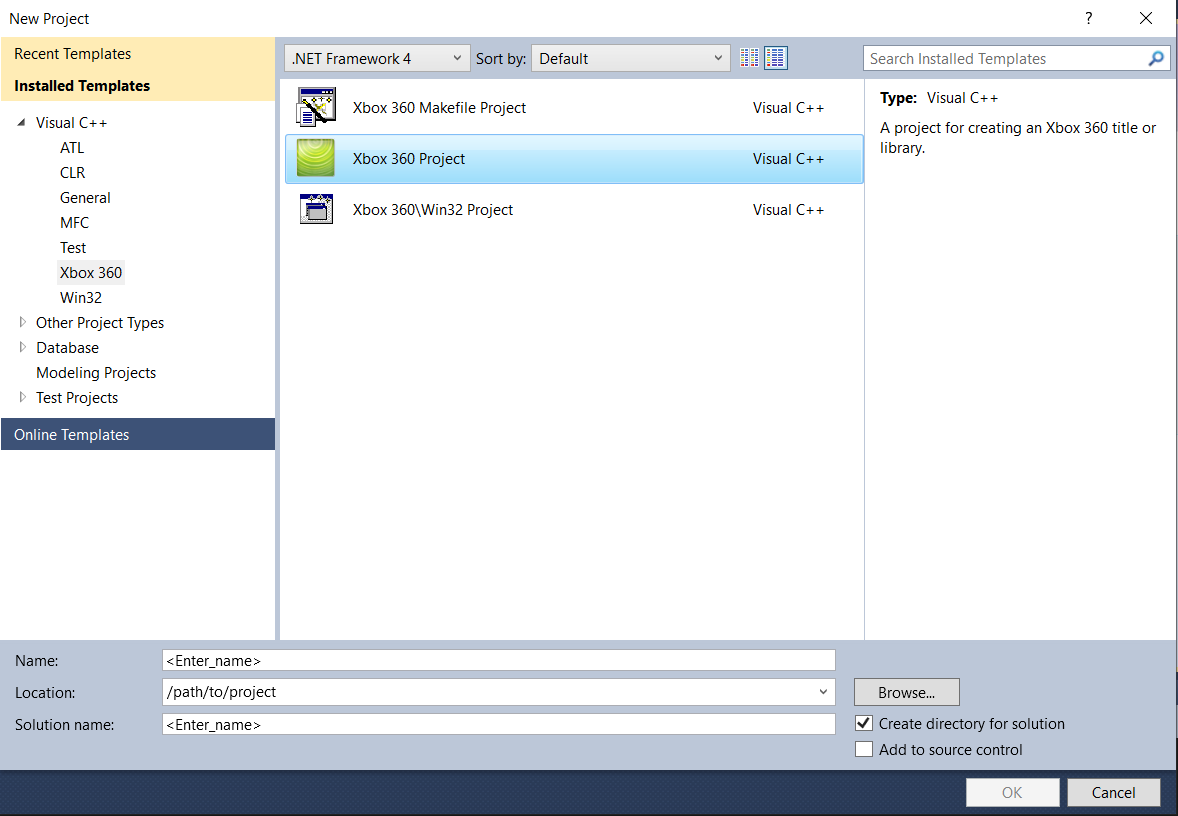 New Project
?
Recent Templates
Installed Templates
Visual C++
ATL
CLR
General
MFC
Test
Xbox 360
Win32
Other Project Types
Database
Modeling Projects
Test Projects
Online Templates
.NET Framework 4
Sort by: Default
Search Installed Templates
Xbox 360 Makefile Project Visual C++
Xbox 360 Project Visual C++
Xbox 360\Win32 Project Visual C++
Type: Visual C++
A project for creating an Xbox 360 title or
library.
Name: <Enter_name>
Location: /path/to/project
Browse...
Solution name: <Enter_name>
Create directory for solution
Add to source control
OK
Cancel